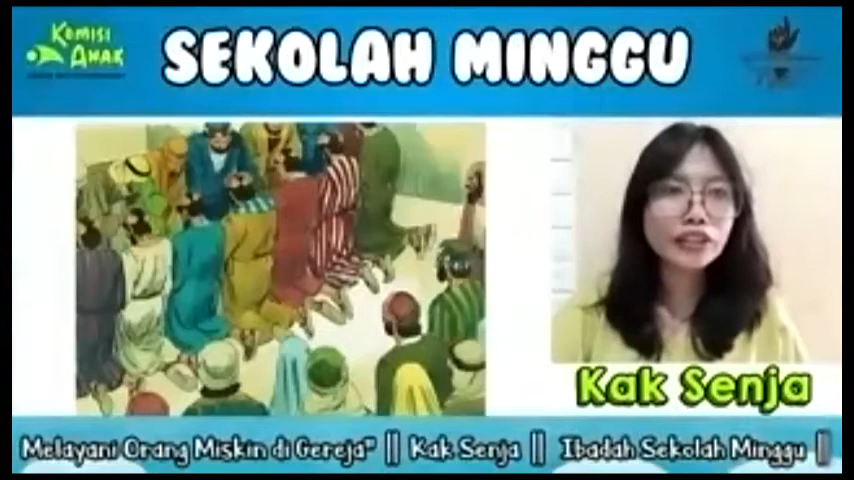 Komisi
Anak
SEKOLAH MINGGU
Kak Senja
Melayani Orang Miskin di Gereja" || Kak Senja || Ibadah Sekolah Minggu ||